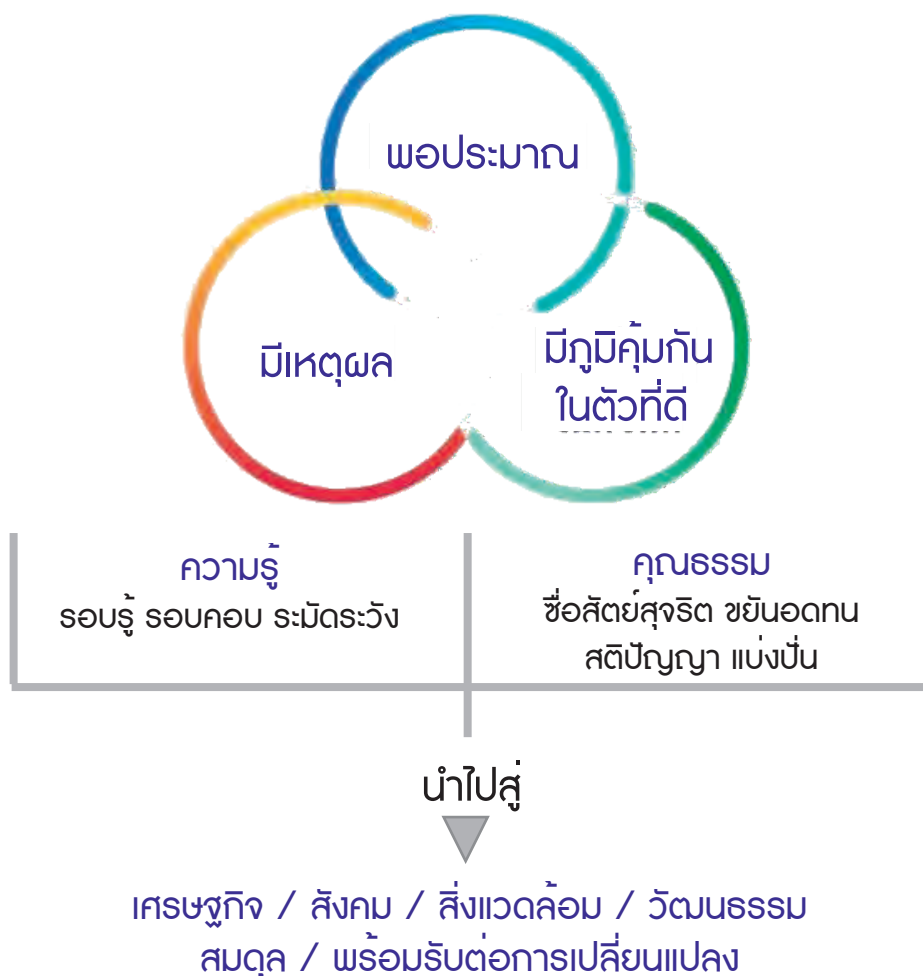 พอประมาณ
มีเหตุผล
มีภูมิคุ้มกัน
ในตัวที่ดี
ความรู้
รอบรู้ รอบคอบ ระมัดระวัง
คุณธรรม
ซื่อสัตย์สุจริต ขยันอดทน
สติปัญญา แบ่งปัน
นำไปสู่
เศรษฐกิจ / สังคม / สิ่งแวดล้อม / วัฒนธรรม
สมดุล / พร้อมรับต่อการเปลี่ยนแปลง